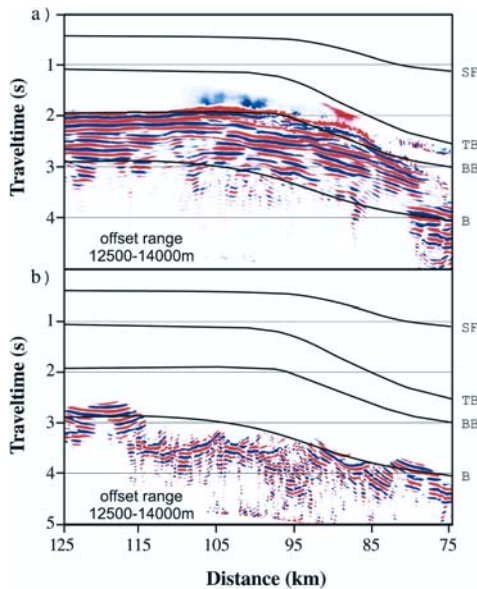 a)
Traveltime (s)
1
2
3
4
SF
TB
BB
B
offset range
12500-14000m
b)
Traveltime (s)
1
2
3
4
5
SF
TB
BB
B
offset range
12500-14000m
125 115 105 95 85 75
Distance (km)